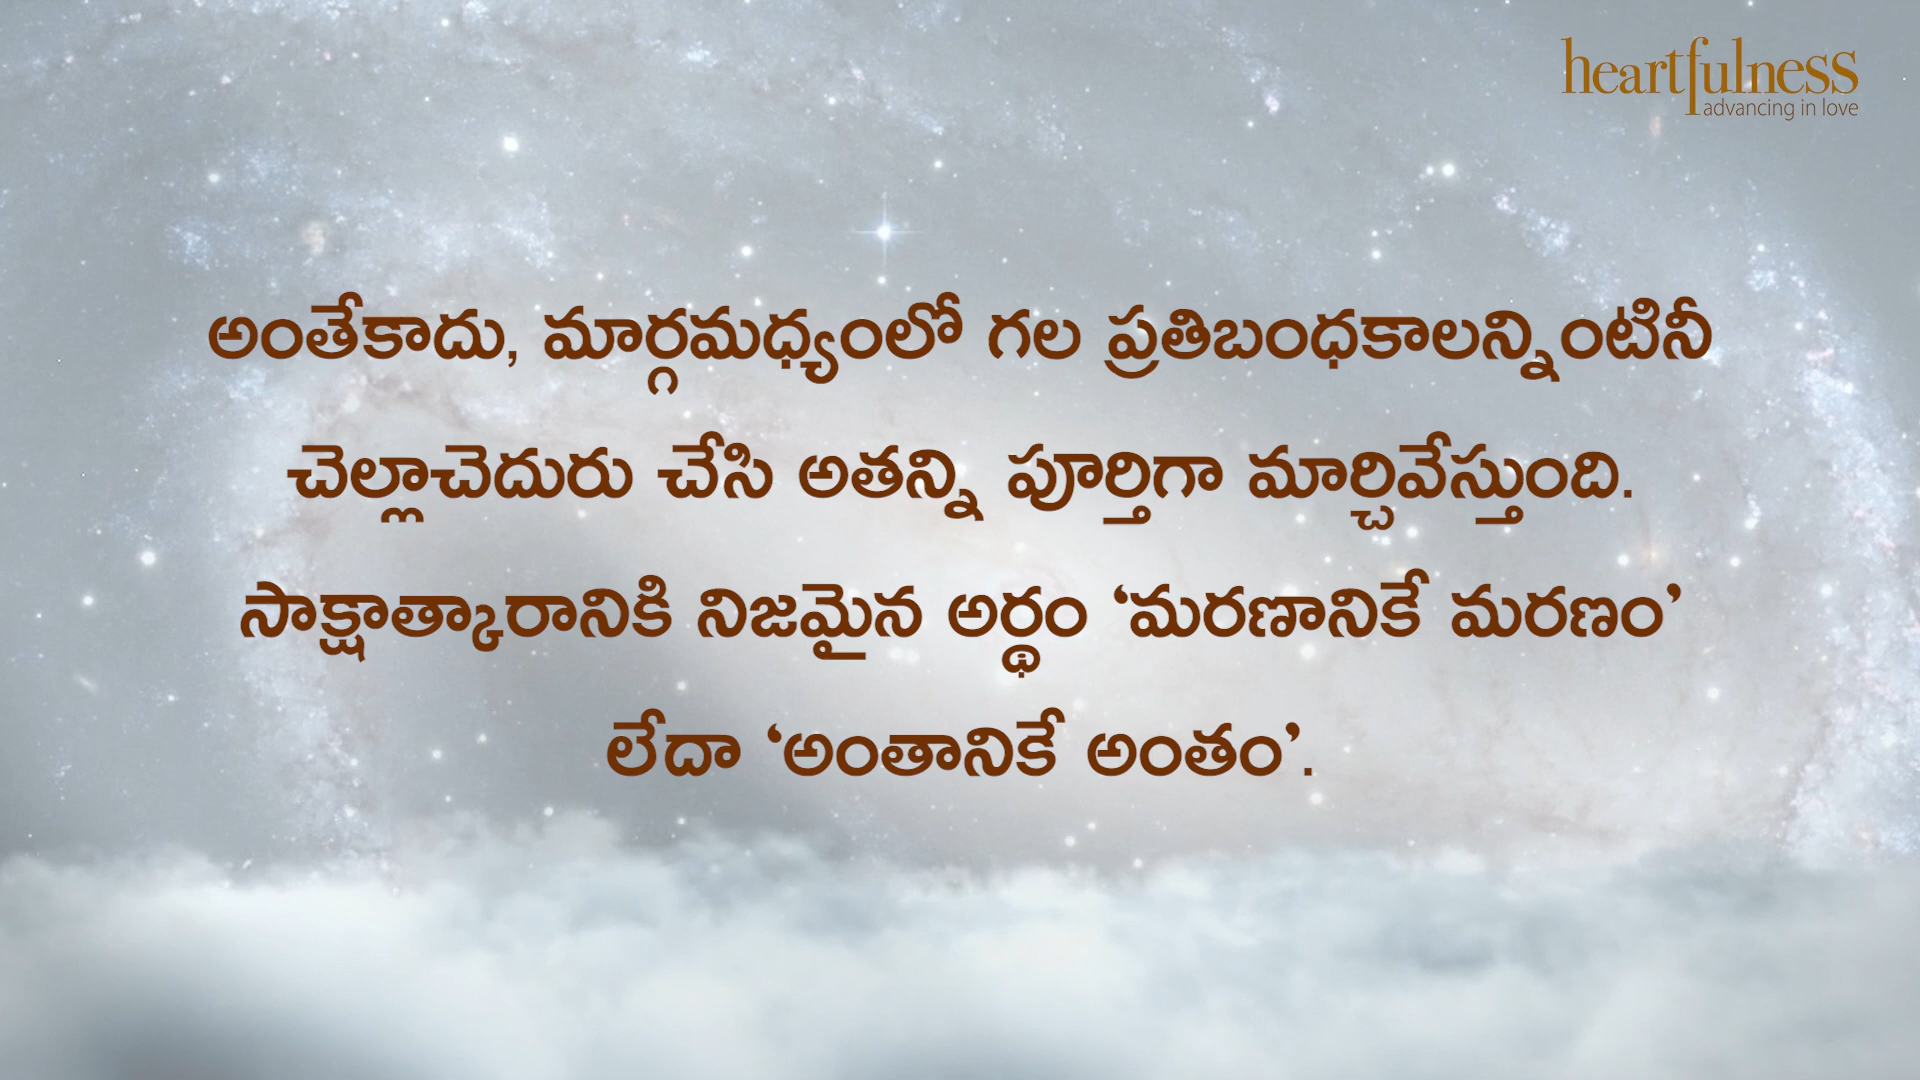 heartfulness
advancing in love
అంతేకాదు, మార్గమధ్యంలో గల ప్రతిబంధకాలన్నింటినీ
చెల్లాచెదురు చేసి అతన్ని పూర్తిగా మార్చివేస్తుంది.
సాక్షాత్కారానికి నిజమైన అర్థం ‘మరణానికే మరణం’
లేదా ‘అంతానికే అంతం’.